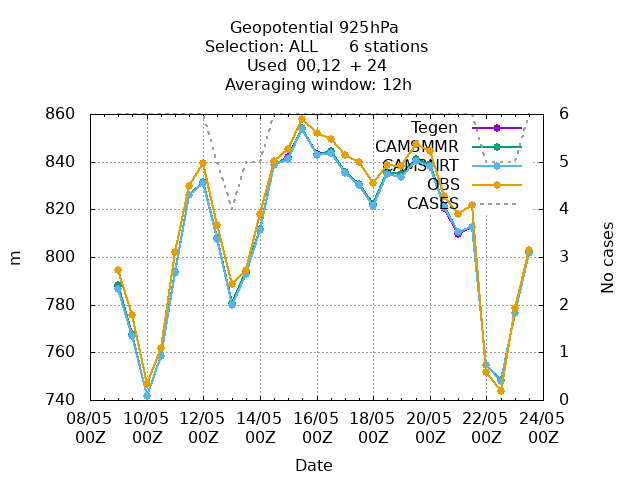 Geopotential 925hPa
Selection: ALL 6 stations
Used 00,12 + 24
Averaging window: 12h
860
840
820
800
780
760
740
6
5
4
3
2
1
0
Tegen
CAMSMMR
CAMSMRT
OBS
CASES
m
No cases
08/05 10/05 12/05 14/05 16/05 18/05 20/05 22/05 24/05
00Z 00Z 00Z 00Z 00Z 00Z 00Z 00Z 00Z
Date